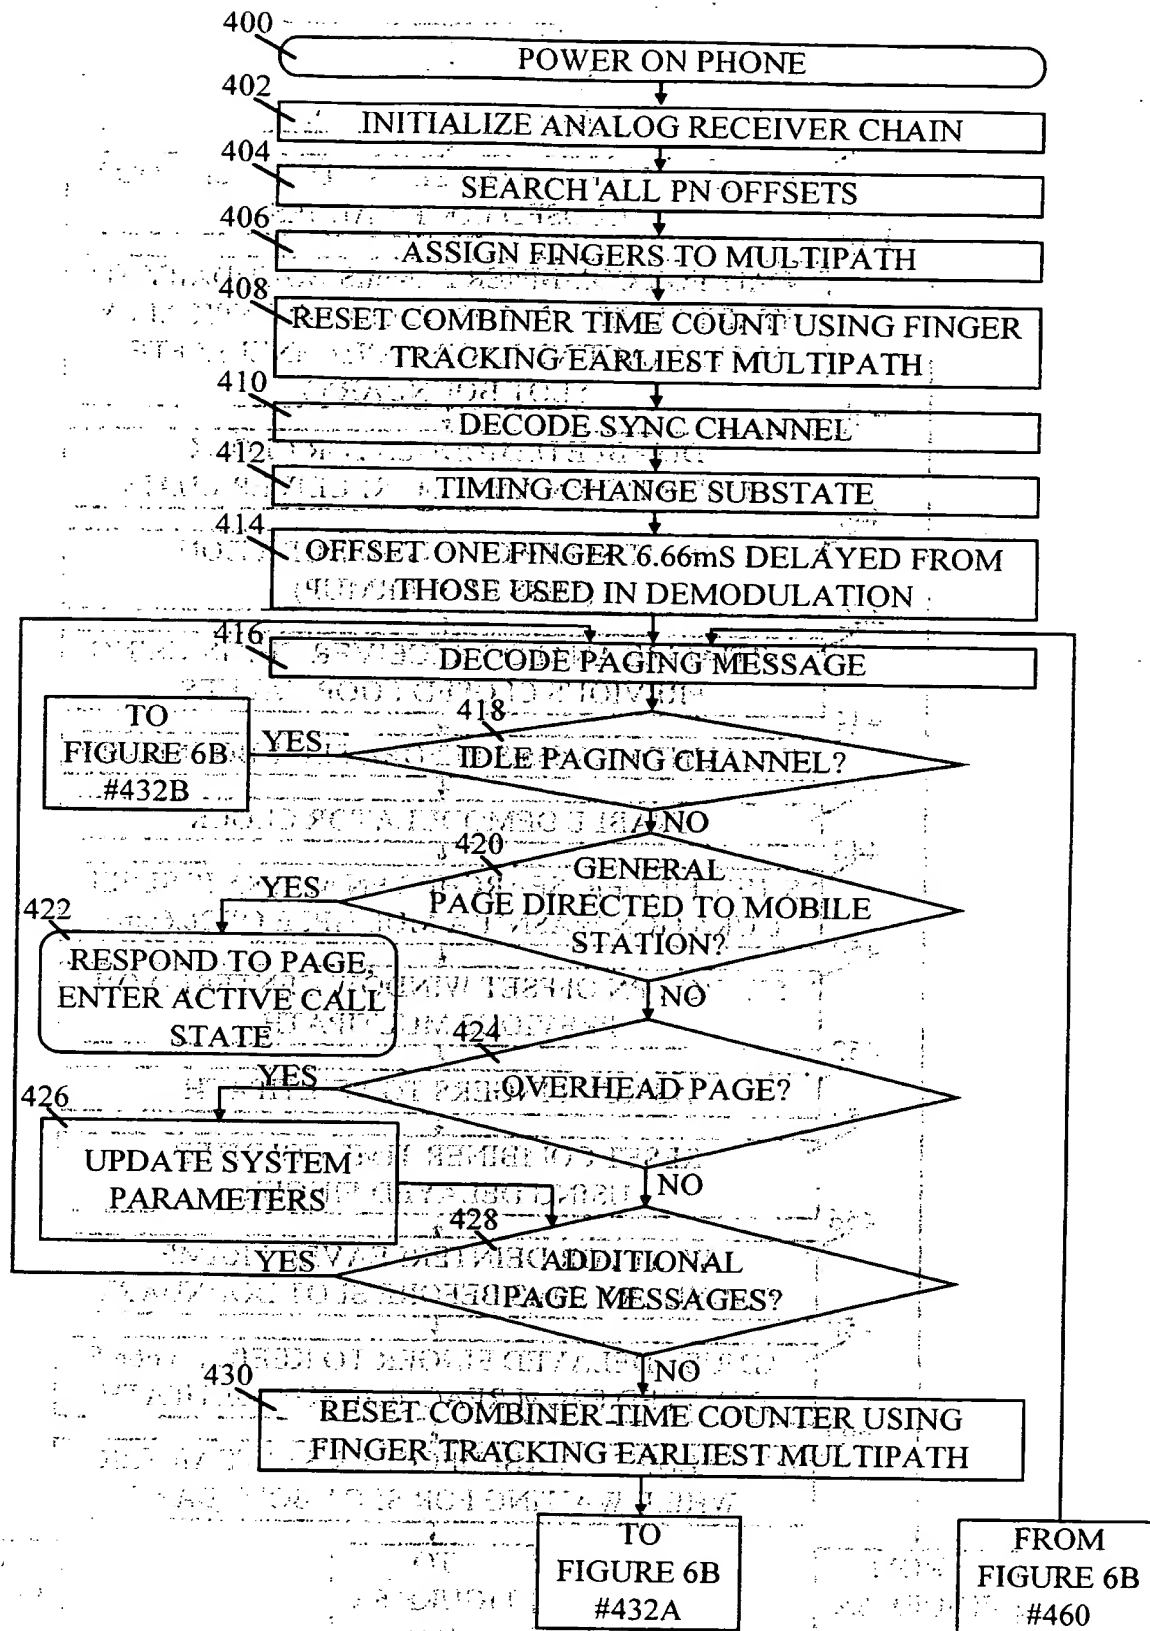 400
POWER ON PHONE
402
INITIALIZE ANALOG RECEIVER CHAIN
404
SEARCH ALL PN OFFSETS
406
ASSIGN FINGERS TO MULTIPATH
408
RESET COMBINER TIME COUNT USING FINGER
TRACKING EARLIEST MULTIPATH
410
DECODE SYNC CHANNEL
412
TIMING CHANGE SUBSTATE
414
OFFSET ONE FINGER 6.66mS DELAYED FROM
THOSE USED IN DEMODULATION
416
DECODE PAGING MESSAGE
TO
FIGURE 6B
#432B
YES
418
IDLE PAGING CHANNEL?
NO
420
GENERAL
PAGE DIRECTED TO MOBILE
STATION?
YES
422
RESPOND TO PAGE,
ENTER ACTIVE CALL
STATE
NO
424
OVERHEAD PAGE?
YES
426
UPDATE SYSTEM
PARAMETERS
NO
428
ADDITIONAL
PAGE MESSAGES?
YES
NO
430
RESET COMBINER TIME COUNTER USING
FINGER TRACKING EARLIEST MULTIPATH
TO
FIGURE 6B
#432A
FROM
FIGURE 6B
#460